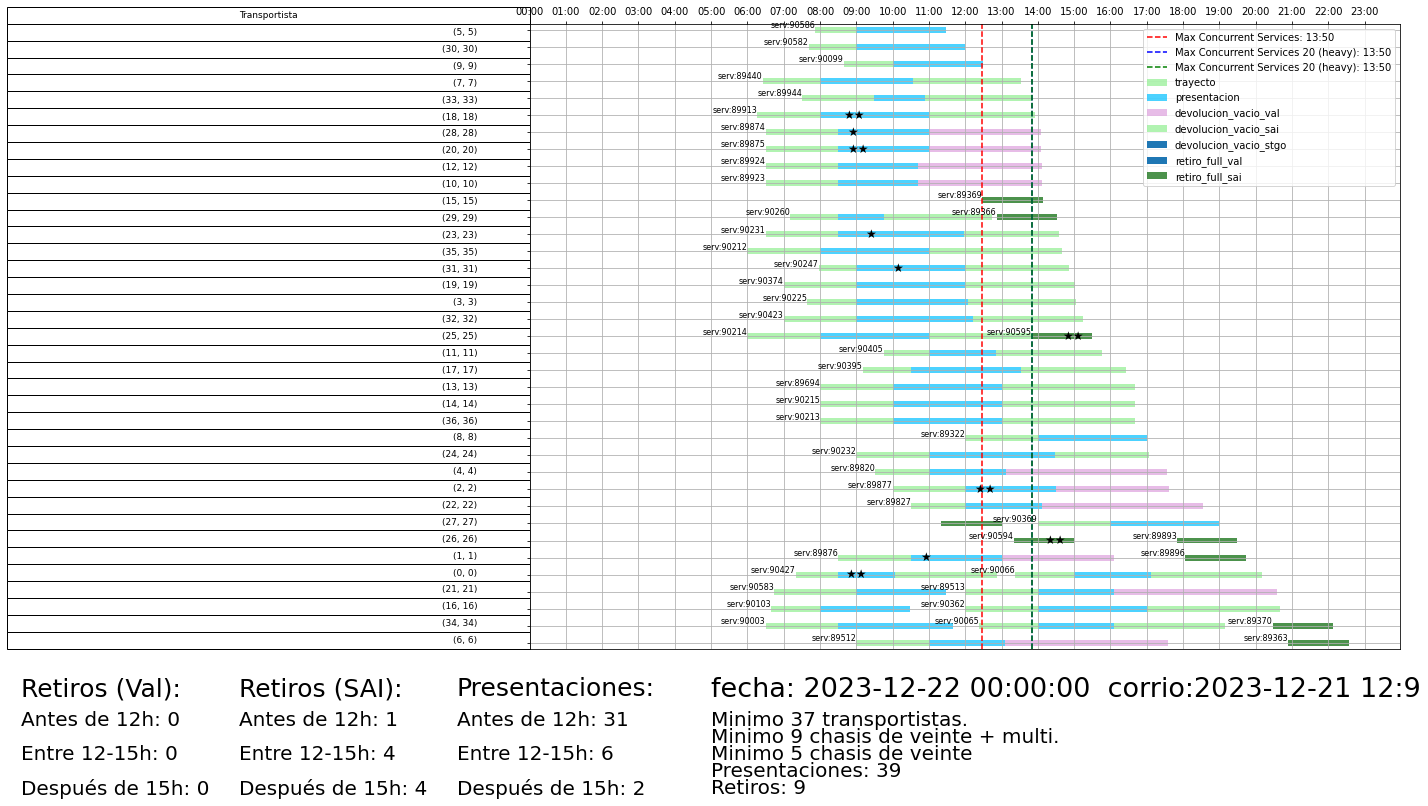 Transportista
00:00 01:00 02:00 03:00 04:00 05:00 06:00 07:00 08:00 09:00 10:00 11:00 12:00 13:00 14:00 15:00 16:00 17:00 18:00 19:00 20:00 21:00 22:00 23:00
(5, 5) serv:90586
(30, 30) serv:90582
(9, 9) serv:90099
(7, 7) serv:89440
(33, 33) serv:89944
(18, 18) serv:89913
(28, 28) serv:89874
(20, 20) serv:89875
(12, 12) serv:89924
(10, 10) serv:89923
(15, 15) serv:89369
(29, 29) serv:90260 serv:89366
(23, 23) serv:90231
(35, 35) serv:90212
(31, 31) serv:90247
(19, 19) serv:90374
(3, 3) serv:90225
(32, 32) serv:90423
(25, 25) serv:90214 serv:90595
(11, 11) serv:90405
(17, 17) serv:90395
(13, 13) serv:89694
(14, 14) serv:90215
(36, 36) serv:90213
(8, 8) serv:89322
(24, 24) serv:90232
(4, 4) serv:89820
(2, 2) serv:89877
(22, 22) serv:89827
(27, 27) serv:90369
(26, 26) serv:90594 serv:89893
(1, 1) serv:89876 serv:89896
(0, 0) serv:90427 serv:90066
(21, 21) serv:90583 serv:89513
(16, 16) serv:90103 serv:90362
(34, 34) serv:90003 serv:90065 serv:89370
(6, 6) serv:89512 serv:89363
Max Concurrent Services: 13:50
Max Concurrent Services 20 (heavy): 13:50
Max Concurrent Services 20 (heavy): 13:50
trayecto
presentacion
devolucion_vacio_val
devolucion_vacio_sai
devolucion_vacio_stgo
retiro_full_val
retiro_full_sai
Retiros (Val):
Antes de 12h: 0
Entre 12-15h: 0
Después de 15h: 0
Retiros (SAI):
Antes de 12h: 1
Entre 12-15h: 4
Después de 15h: 4
Presentaciones:
Antes de 12h: 31
Entre 12-15h: 6
Después de 15h: 2
fecha: 2023-12-22 00:00:00 corrio:2023-12-21 12:9
Minimo 37 transportistas.
Minimo 9 chasis de veinte + multi.
Minimo 5 chasis de veinte
Presentaciones: 39
Retiros: 9